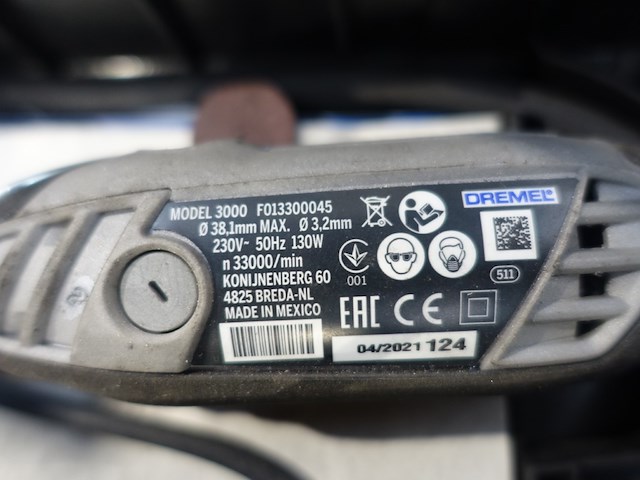 DREMEL
MODEL 3000 F013300045
Ø 38,1mm MAX. Ø 3,2mm
230V~ 50Hz 130W
n 33000/min
KONIJNENBERG 60
4825 BREDA-NL
MADE IN MEXICO
001
511
EAC CE
04/2021 124